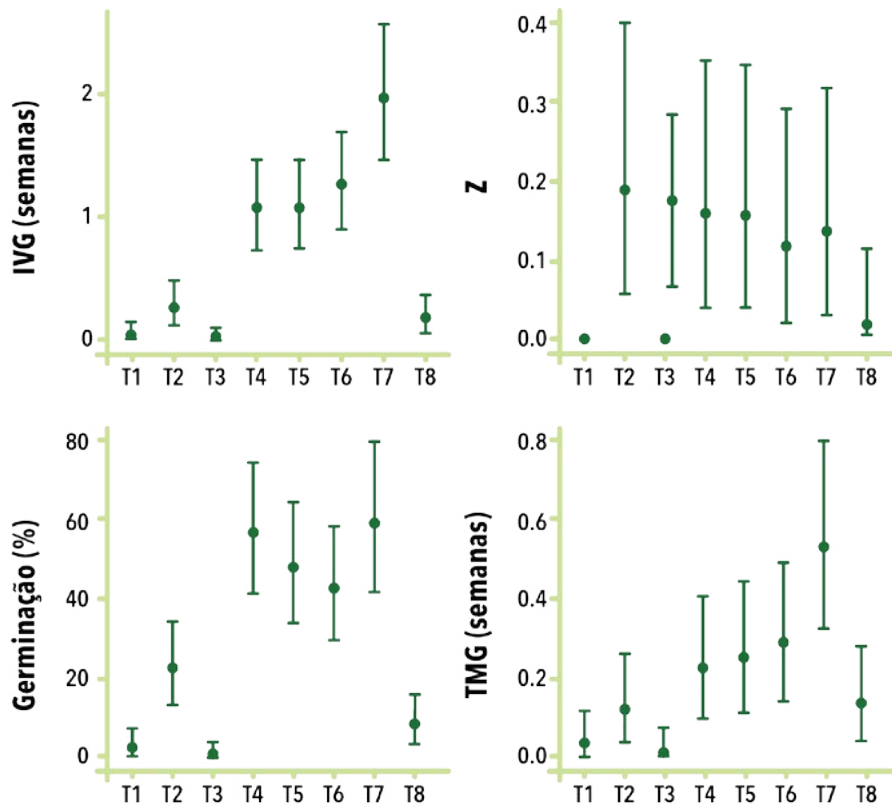 IVG (semanas)
2
1
0
T1 T2 T3 T4 T5 T6 T7 T8
Z
0.4
0.3
0.2
0.1
0.0
T1 T2 T3 T4 T5 T6 T7 T8
Germinação (%)
80
60
40
20
0
T1 T2 T3 T4 T5 T6 T7 T8
TMG (semanas)
0.8
0.6
0.4
0.2
0.0
T1 T2 T3 T4 T5 T6 T7 T8